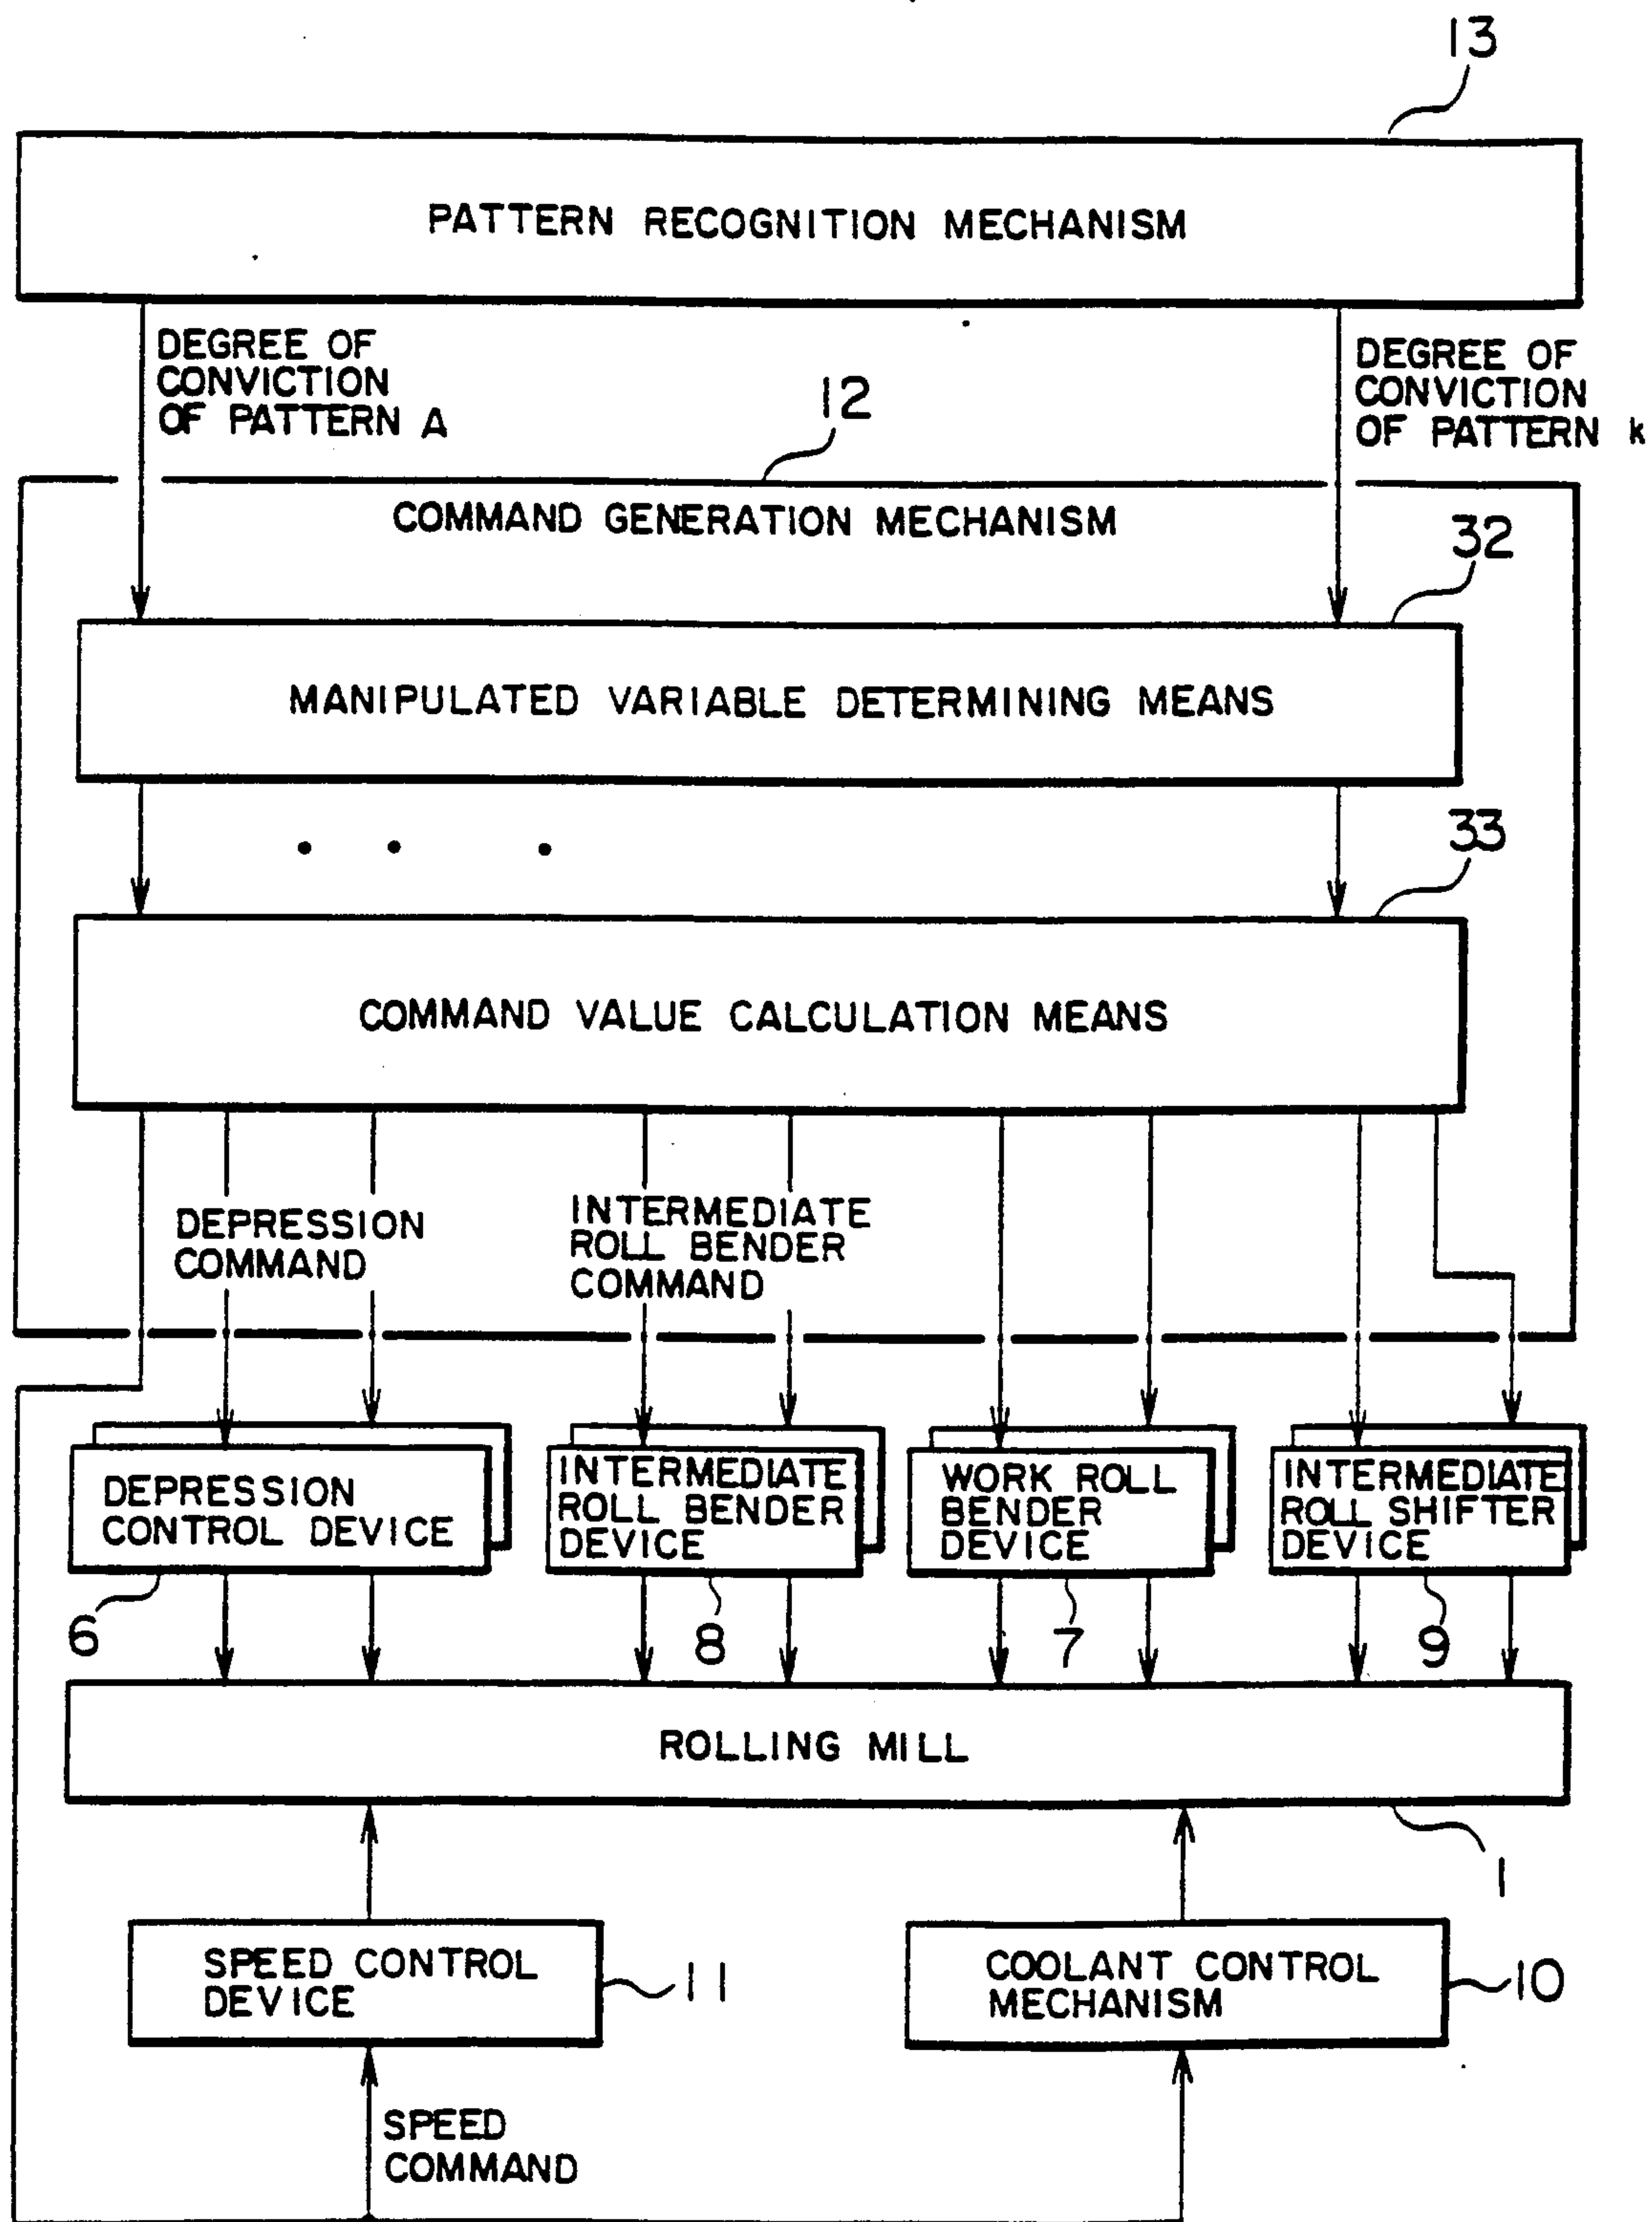 13
PATTERN RECOGNITION MECHANISM
DEGREE OF
CONVICTION
OF PATTERN A
DEGREE OF
CONVICTION
OF PATTERN k
12
COMMAND GENERATION MECHANISM
32
MANIPULATED VARIABLE DETERMINING MEANS
33
COMMAND VALUE CALCULATION MEANS
DEPRESSION
COMMAND
INTERMEDIATE
ROLL BENDER
COMMAND
DEPRESSION
CONTROL DEVICE
INTERMEDIATE
ROLL BENDER
DEVICE
WORK ROLL
BENDER
DEVICE
INTERMEDIATE
ROLL SHIFTER
DEVICE
6
8
7
9
ROLLING MILL
1
SPEED CONTROL
DEVICE
11
COOLANT CONTROL
MECHANISM
10
SPEED
COMMAND